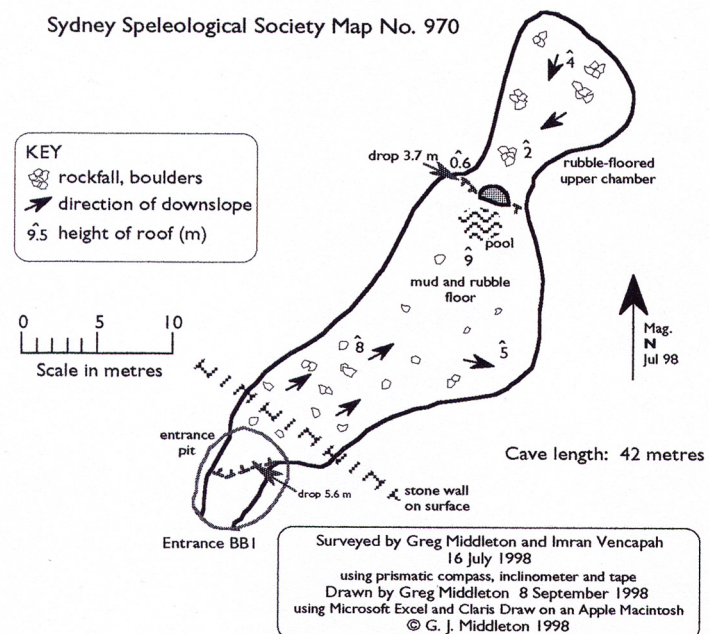 Sydney Speleological Society Map No. 970
KEY
rockfall, boulders
direction of downslope
9.5 height of roof (m)
0 5 10
Scale in metres
4
2
drop 3.7 m
0.6
rubble-floored
upper chamber
pool
9
mud and rubble
floor
8
5
Mag.
N
Jul 98
entrance
pit
drop 5.6 m
stone wall
on surface
Entrance BB1
Cave length: 42 metres
Surveyed by Greg Middleton and Imran Vencapah
16 July 1998
using prismatic compass, inclinometer and tape
Drawn by Greg Middleton 8 September 1998
using Microsoft Excel and Claris Draw on an Apple Macintosh
© G. J. Middleton 1998